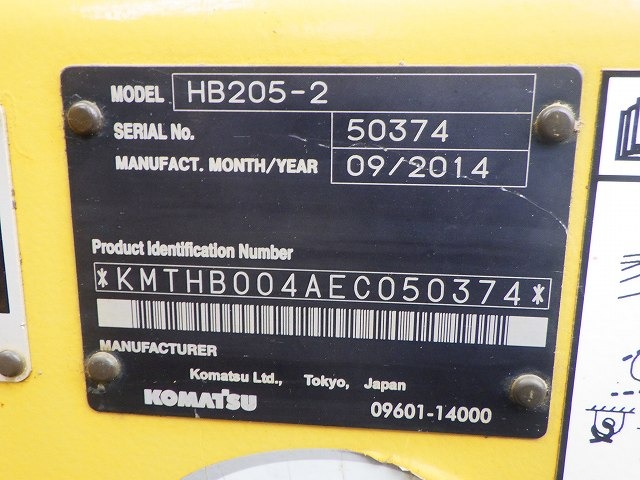 MODEL HB205-2
SERIAL No. 50374
MANUFACT. MONTH/YEAR 09/2014
Product Identification Number
*KMTHB004AEC050374*
MANUFACTURER
Komatsu Ltd., Tokyo, Japan
KOMATSU 09601-14000